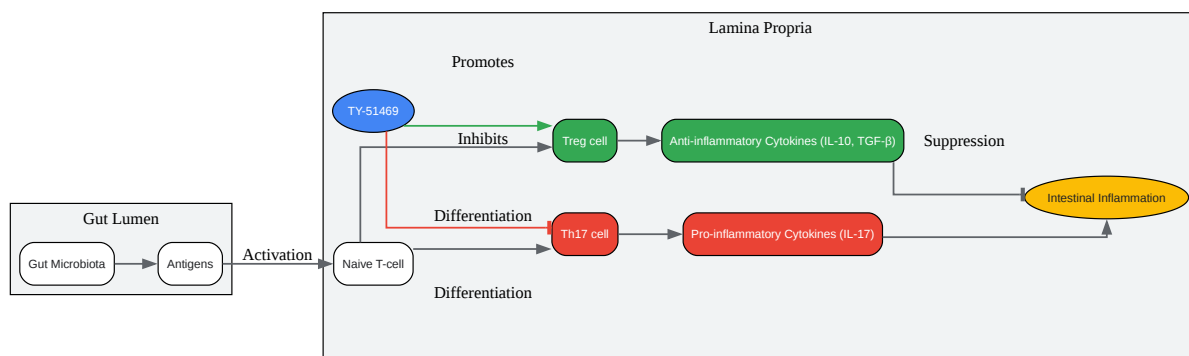 Lamina Propria
Promotes
TY-51469
Inhibits
Treg cell
Anti-inflammatory Cytokines (IL-10, TGF-β)
Suppression
Intestinal Inflammation
Gut Lumen
Differentiation
Th17 cell
Pro-inflammatory Cytokines (IL-17)
Gut Microbiota
Antigens
Activation
Naive T-cell
Differentiation